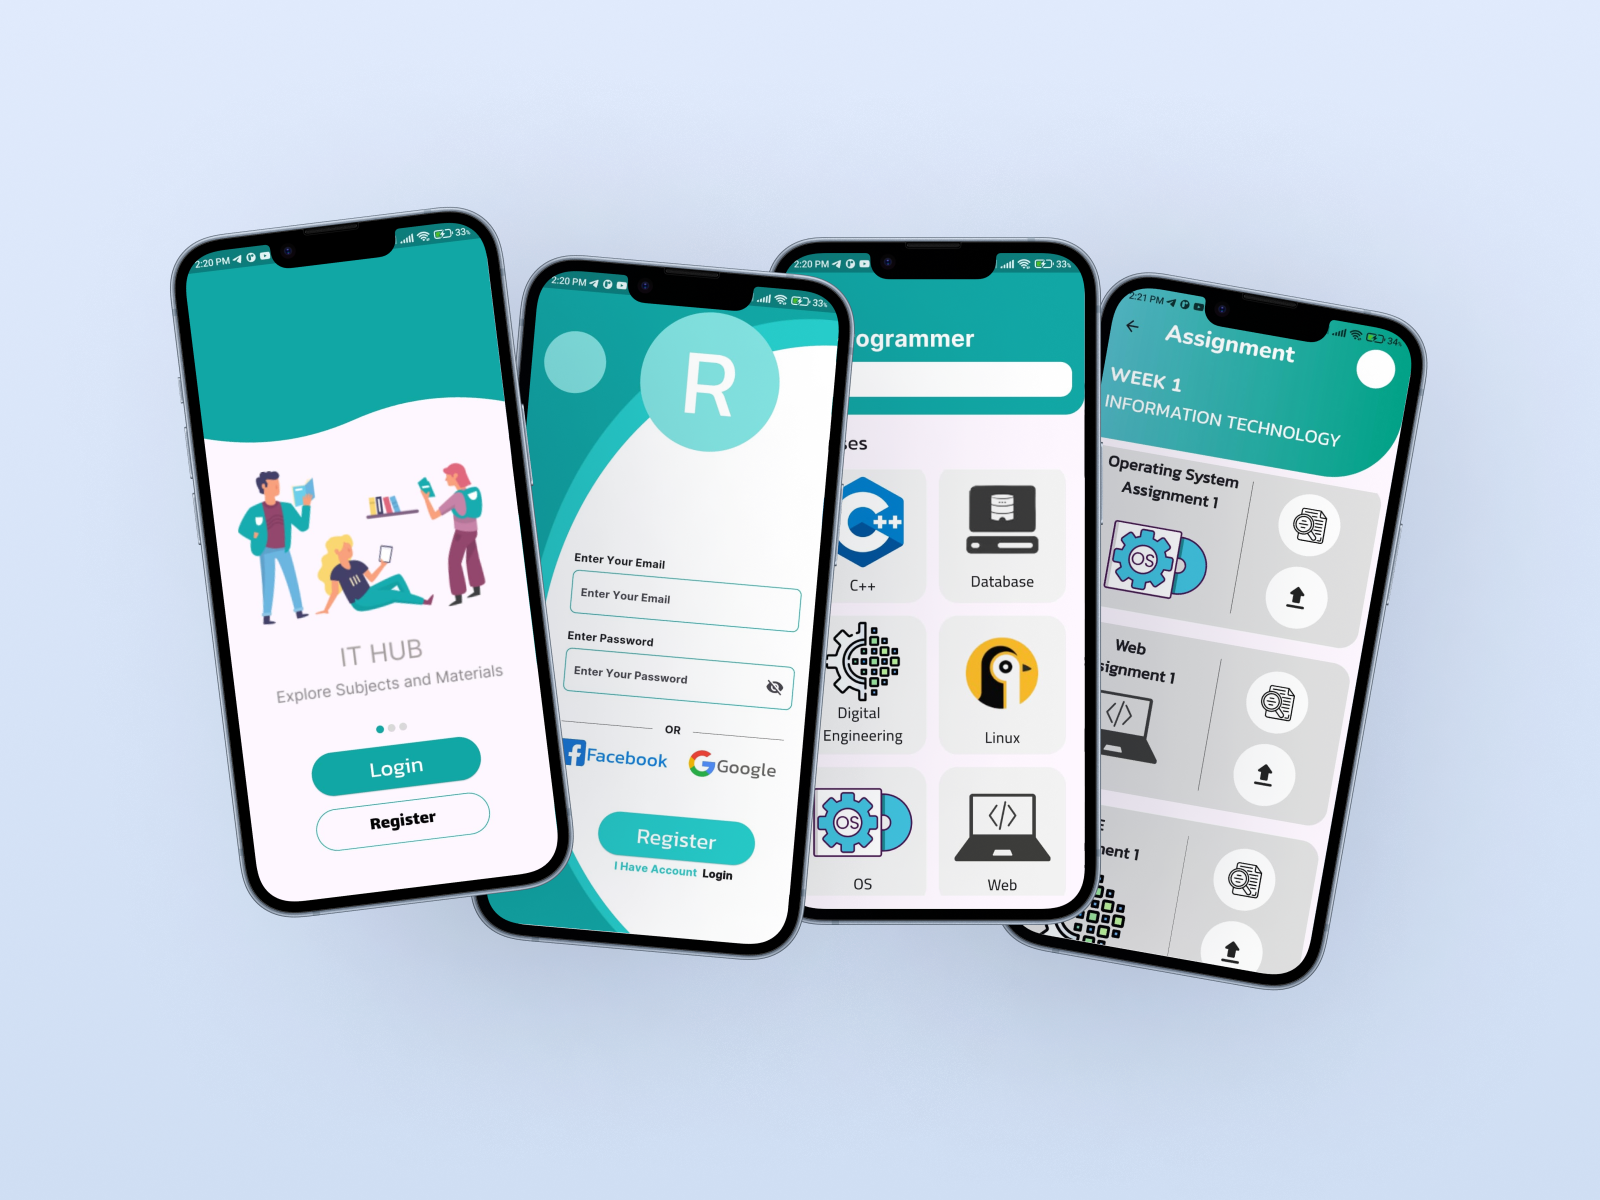 2:20 PM
33%
IT HUB
Explore Subjects and Materials
Login
Register
2:20 PM
33%
R
Enter Your Email
Enter Your Email
Enter Password
Enter Your Password
OR
Facebook
Google
Register
I Have Account Login
2:20 PM
33%
ogrammer
ses
C++
Database
Digital
Engineering
Linux
OS
OS
</>
Web
2:21 PM
34%
Assignment
WEEK 1
INFORMATION TECHNOLOGY
Operating System
Assignment 1
OS
Web
signment 1
</>
ment 1